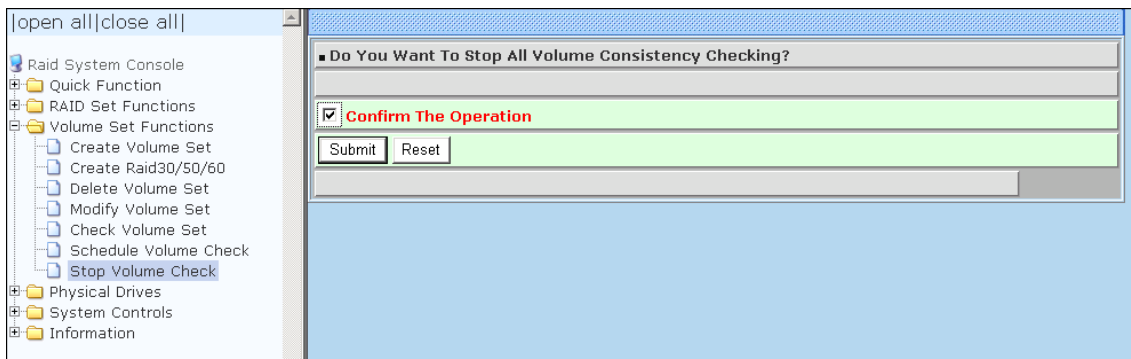 |open all|close all|
Raid System Console
Quick Function
RAID Set Functions
Volume Set Functions
Create Volume Set
Create Raid30/50/60
Delete Volume Set
Modify Volume Set
Check Volume Set
Schedule Volume Check
Stop Volume Check
Physical Drives
System Controls
Information
Do You Want To Stop All Volume Consistency Checking?
Confirm The Operation
Submit Reset